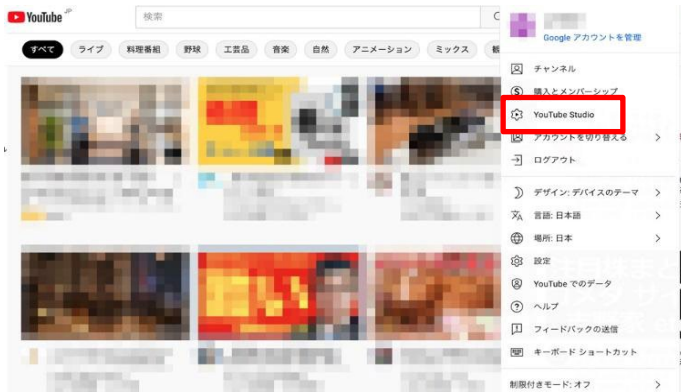 YouTube JP
検索
すべて
ライブ
料理番組
野球
工芸品
音楽
自然
アニメーション
ミックス
Google アカウントを管理
チャンネル
購入とメンバーシップ
YouTube Studio
アカウントを切り替える
ログアウト
デザイン: デバイスのテーマ
言語: 日本語
場所: 日本
設定
YouTube でのデータ
ヘルプ
フィードバックの送信
キーボード ショートカット
制限付きモード: オフ